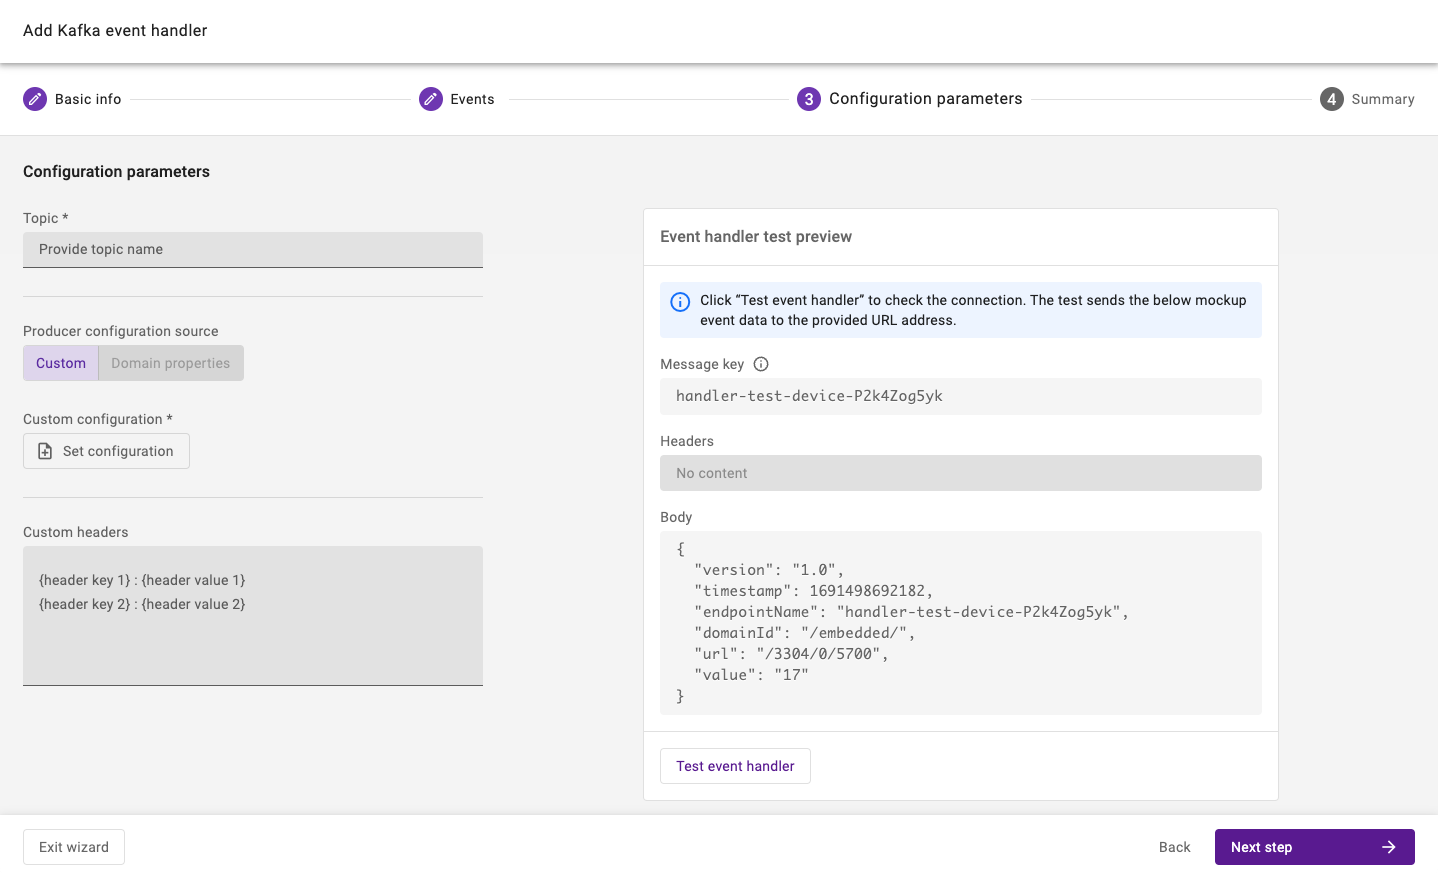 Add Kafka event handler
Basic info
Events
3 Configuration parameters
4 Summary
Configuration parameters
Topic *
Provide topic name
Producer configuration source
Custom
Domain properties
Custom configuration *
Set configuration
Custom headers
{header key 1} : {header value 1}
{header key 2} : {header value 2}
Event handler test preview
Click “Test event handler” to check the connection. The test sends the below mockup
event data to the provided URL address.
Message key
handler-test-device-P2k4Zog5yk
Headers
No content
Body
{
"version": "1.0",
"timestamp": 1691498692182,
"endpointName": "handler-test-device-P2k4Zog5yk",
"domainId": "/embedded/",
"url": "/3304/0/5700",
"value": "17"
}
Test event handler
Exit wizard
Back
Next step